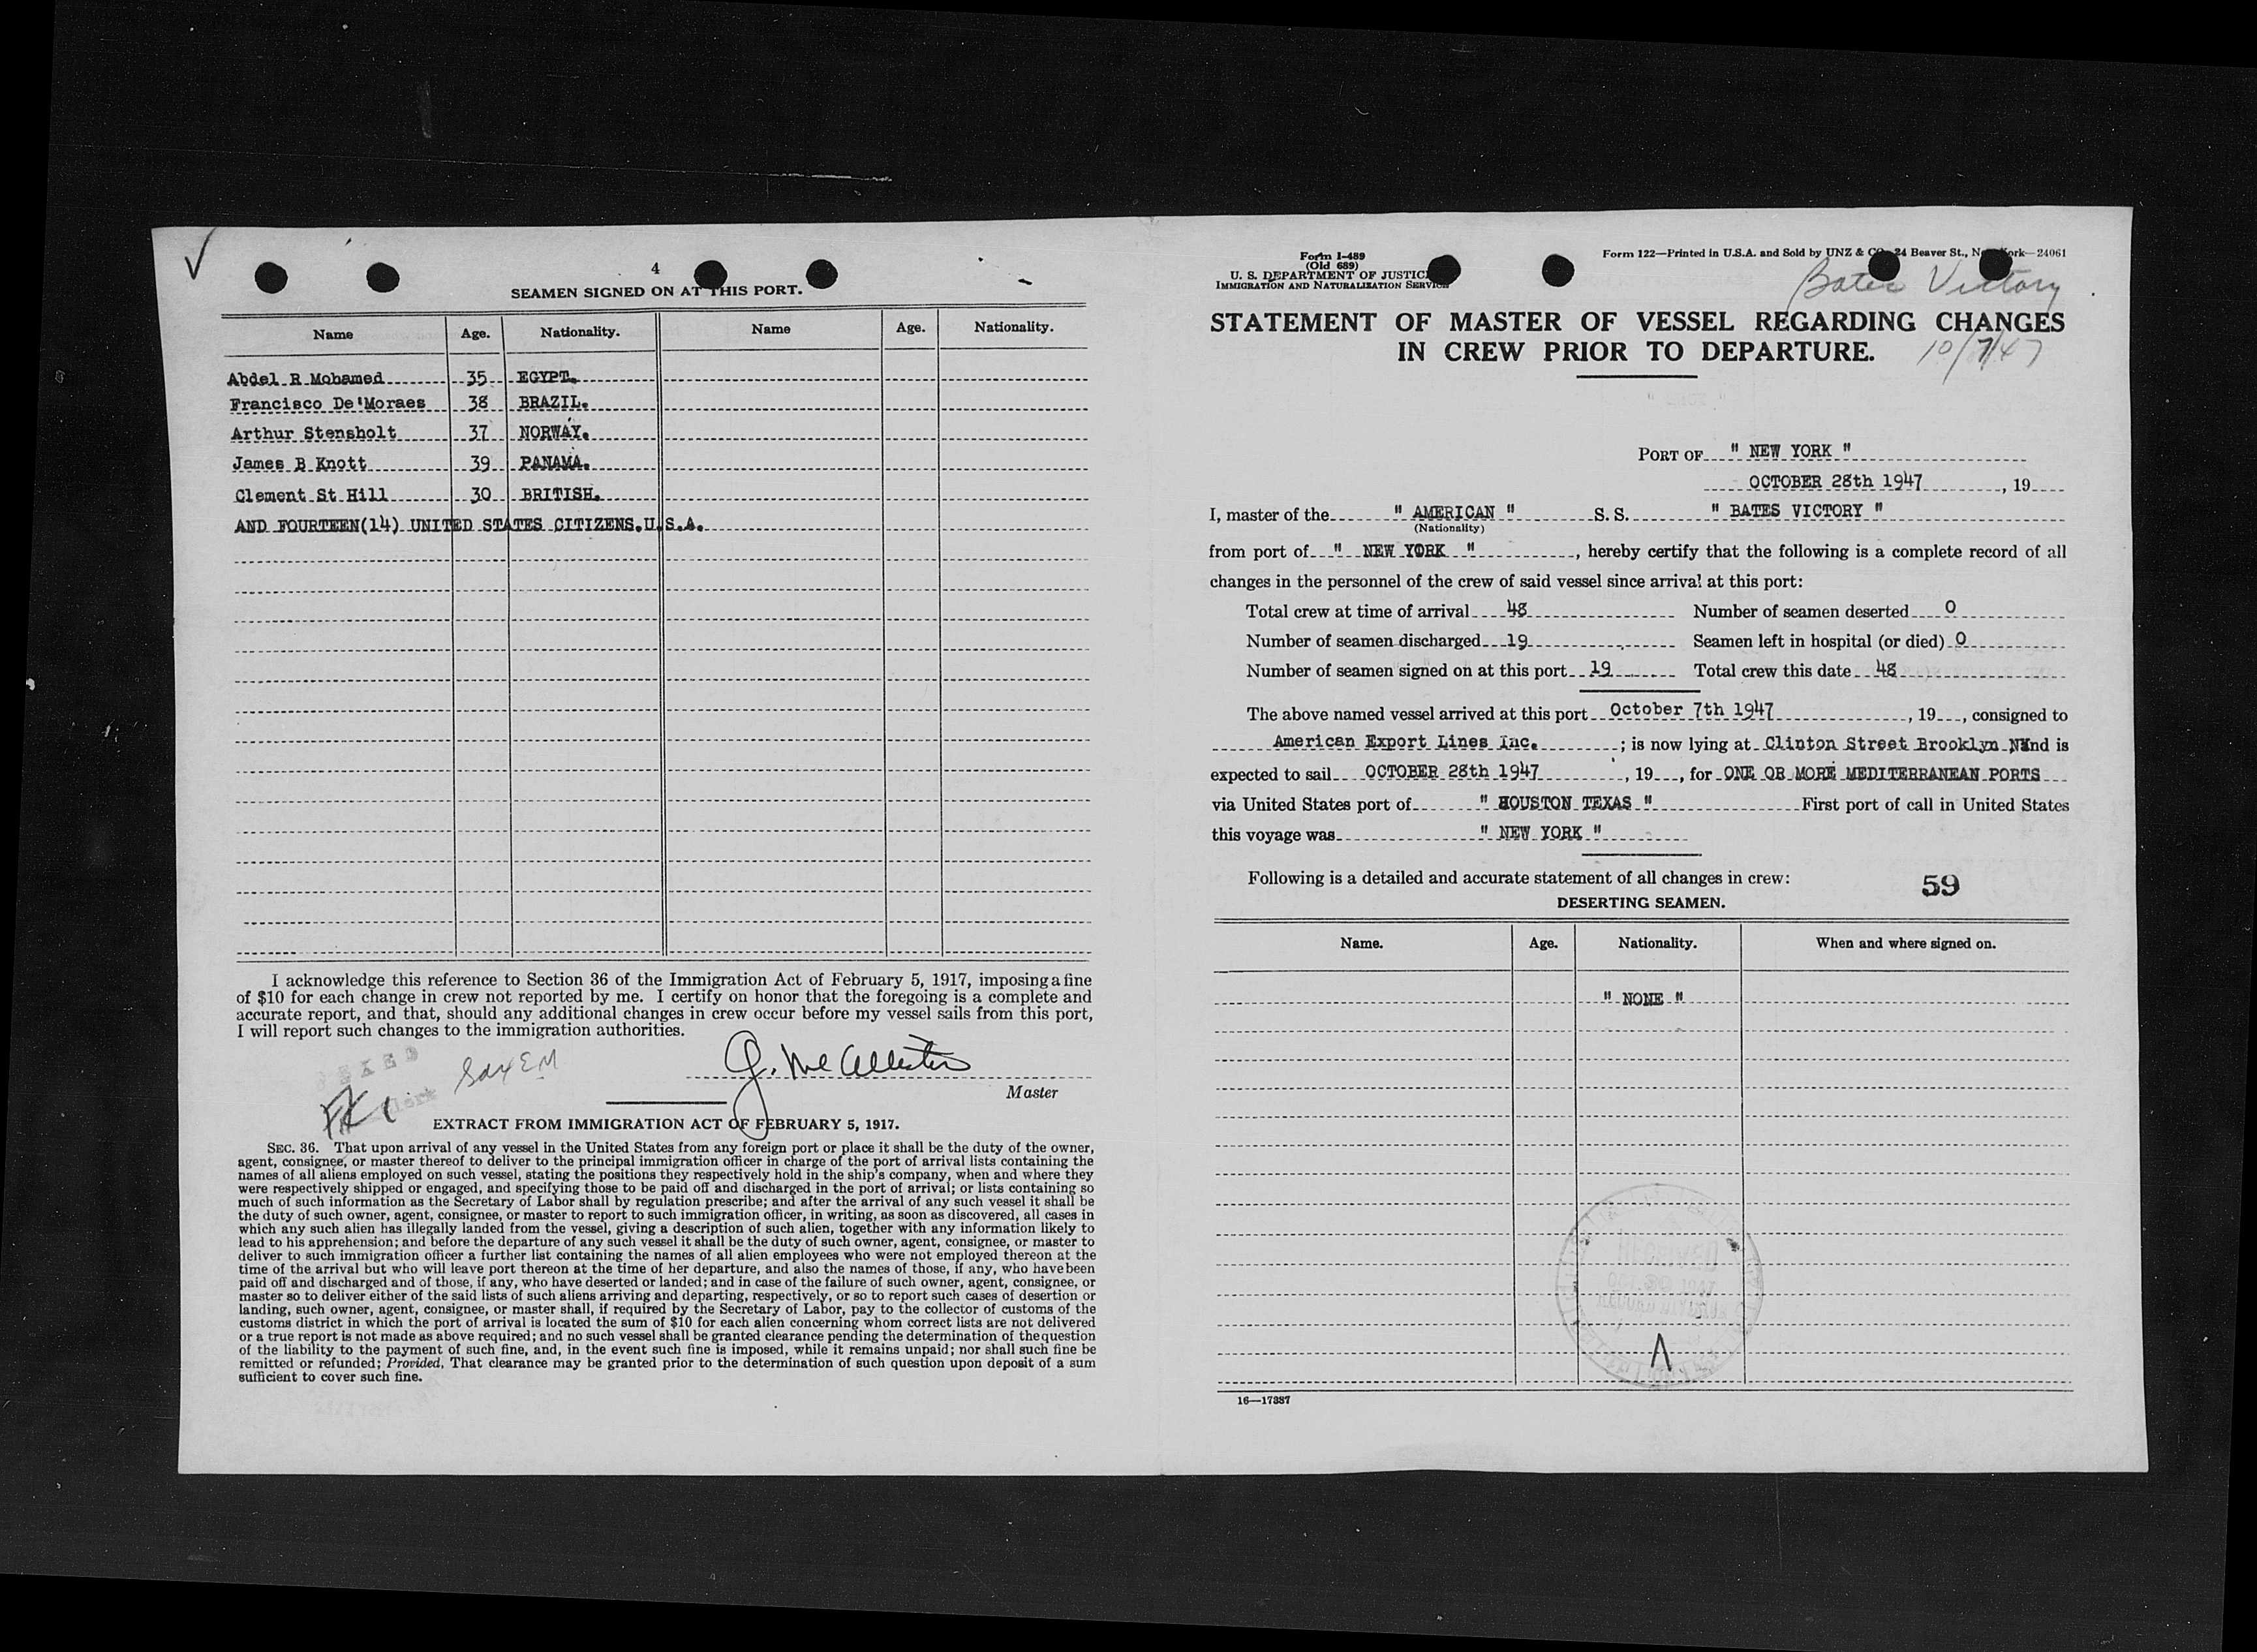 4
SEAMEN SIGNED ON AT THIS PORT.
Name Age. Nationality. Name Age. Nationality.
Abdel R Mohamed 35 EGYPT.
Francisco De'Moraes 38 BRAZIL.
Arthur Stensholt 37 NORWAY.
James B Knott 39 PANAMA.
Clement St Hill 30 BRITISH.
AND FOURTEEN(14) UNITED STATES CITIZENS.U.S.A.
I acknowledge this reference to Section 36 of the Immigration Act of February 5, 1917, imposing a fine
of $10 for each change in crew not reported by me. I certify on honor that the foregoing is a complete and
accurate report, and that, should any additional changes in crew occur before my vessel sails from this port,
I will report such changes to the immigration authorities.
G. McAllister
Master
EXTRACT FROM IMMIGRATION ACT OF FEBRUARY 5, 1917.
SEC. 36. That upon arrival of any vessel in the United States from any foreign port or place it shall be the duty of the owner,
agent, consignee, or master thereof to deliver to the principal immigration officer in charge of the port of arrival lists containing the
names of all aliens employed on such vessel, stating the positions they respectively hold in the ship's company, when and where they
were respectively shipped or engaged, and specifying those to be paid off and discharged in the port of arrival; or lists containing so
much of such information as the Secretary of Labor shall by regulation prescribe; and after the arrival of any such vessel it shall be
the duty of such owner, agent, consignee, or master to report to such immigration officer, in writing, as soon as discovered, all cases in
which any such alien has illegally landed from the vessel, giving a description of such alien, together with any information likely to
lead to his apprehension; and before the departure of any such vessel it shall be the duty of such owner, agent, consignee, or master to
deliver to such immigration officer a further list containing the names of all alien employees who were not employed thereon at the
time of the arrival but who will leave port thereon at the time of her departure, and also the names of those, if any, who have been
paid off and discharged and of those, if any, who have deserted or landed; and in case of the failure of such owner, agent, consignee, or
master so to deliver either of the said lists of such aliens arriving and departing, respectively, or so to report such cases of desertion or
landing, such owner, agent, consignee, or master shall, if required by the Secretary of Labor, pay to the collector of customs of the
customs district in which the port of arrival is located the sum of $10 for each alien concerning whom correct lists are not delivered
or a true report is not made as above required; and no such vessel shall be granted clearance pending the determination of the question
of the liability to the payment of such fine, and, in the event such fine is imposed, while it remains unpaid; nor shall such fine be
remitted or refunded; Provided, That clearance may be granted prior to the determination of such question upon deposit of a sum
sufficient to cover such fine.
Form I-489
(Old 689)
U. S. DEPARTMENT OF JUSTICE
IMMIGRATION AND NATURALIZATION SERVICE
Form 122—Printed in U.S.A. and Sold by UNZ & CO. 24 Beaver St., New York—24061
Bates Victory
STATEMENT OF MASTER OF VESSEL REGARDING CHANGES
IN CREW PRIOR TO DEPARTURE.
10/7/47
PORT OF " NEW YORK "
OCTOBER 28th 1947, 19
I, master of the " AMERICAN " S. S. " BATES VICTORY "
(Nationality)
from port of " NEW YORK ", hereby certify that the following is a complete record of all
changes in the personnel of the crew of said vessel since arrival at this port:
Total crew at time of arrival 48 Number of seamen deserted 0
Number of seamen discharged 19 Seamen left in hospital (or died) 0
Number of seamen signed on at this port 19 Total crew this date 48
The above named vessel arrived at this port October 7th 1947, 19, consigned to
American Export Lines Inc. ; is now lying at Clinton Street Brooklyn NYnd is
expected to sail OCTOBER 28th 1947, 19, for ONE OR MORE MEDITERRANEAN PORTS
via United States port of " HOUSTON TEXAS " First port of call in United States
this voyage was " NEW YORK "
Following is a detailed and accurate statement of all changes in crew:
59
DESERTING SEAMEN.
Name. Age. Nationality. When and where signed on.
" NONE "
16—17387